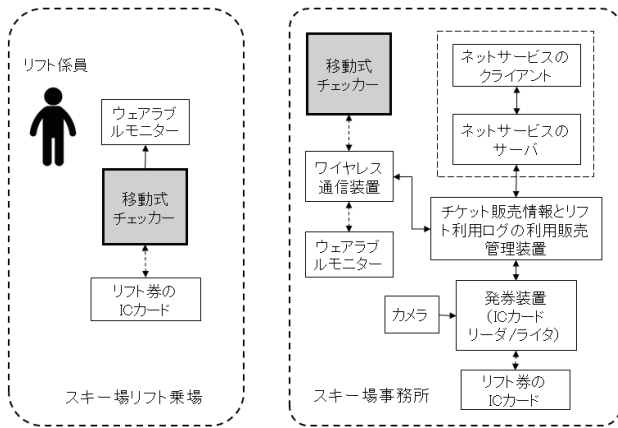 リフト係員
ウェアラブ
ルモニター
移動式
チェッカー
リフト券の
ICカード
スキー場リフト乗場
移動式
チェッカー
ワイヤレス
通信装置
ウェアラブ
ルモニター
ネットサービスの
クライアント
ネットサービスの
サーバ
チケット販売情報とリ
フト利用ログの利用販売
管理装置
カメラ
発券装置
(ICカード
リーダ/ライタ)
リフト券の
ICカード
スキー場事務所